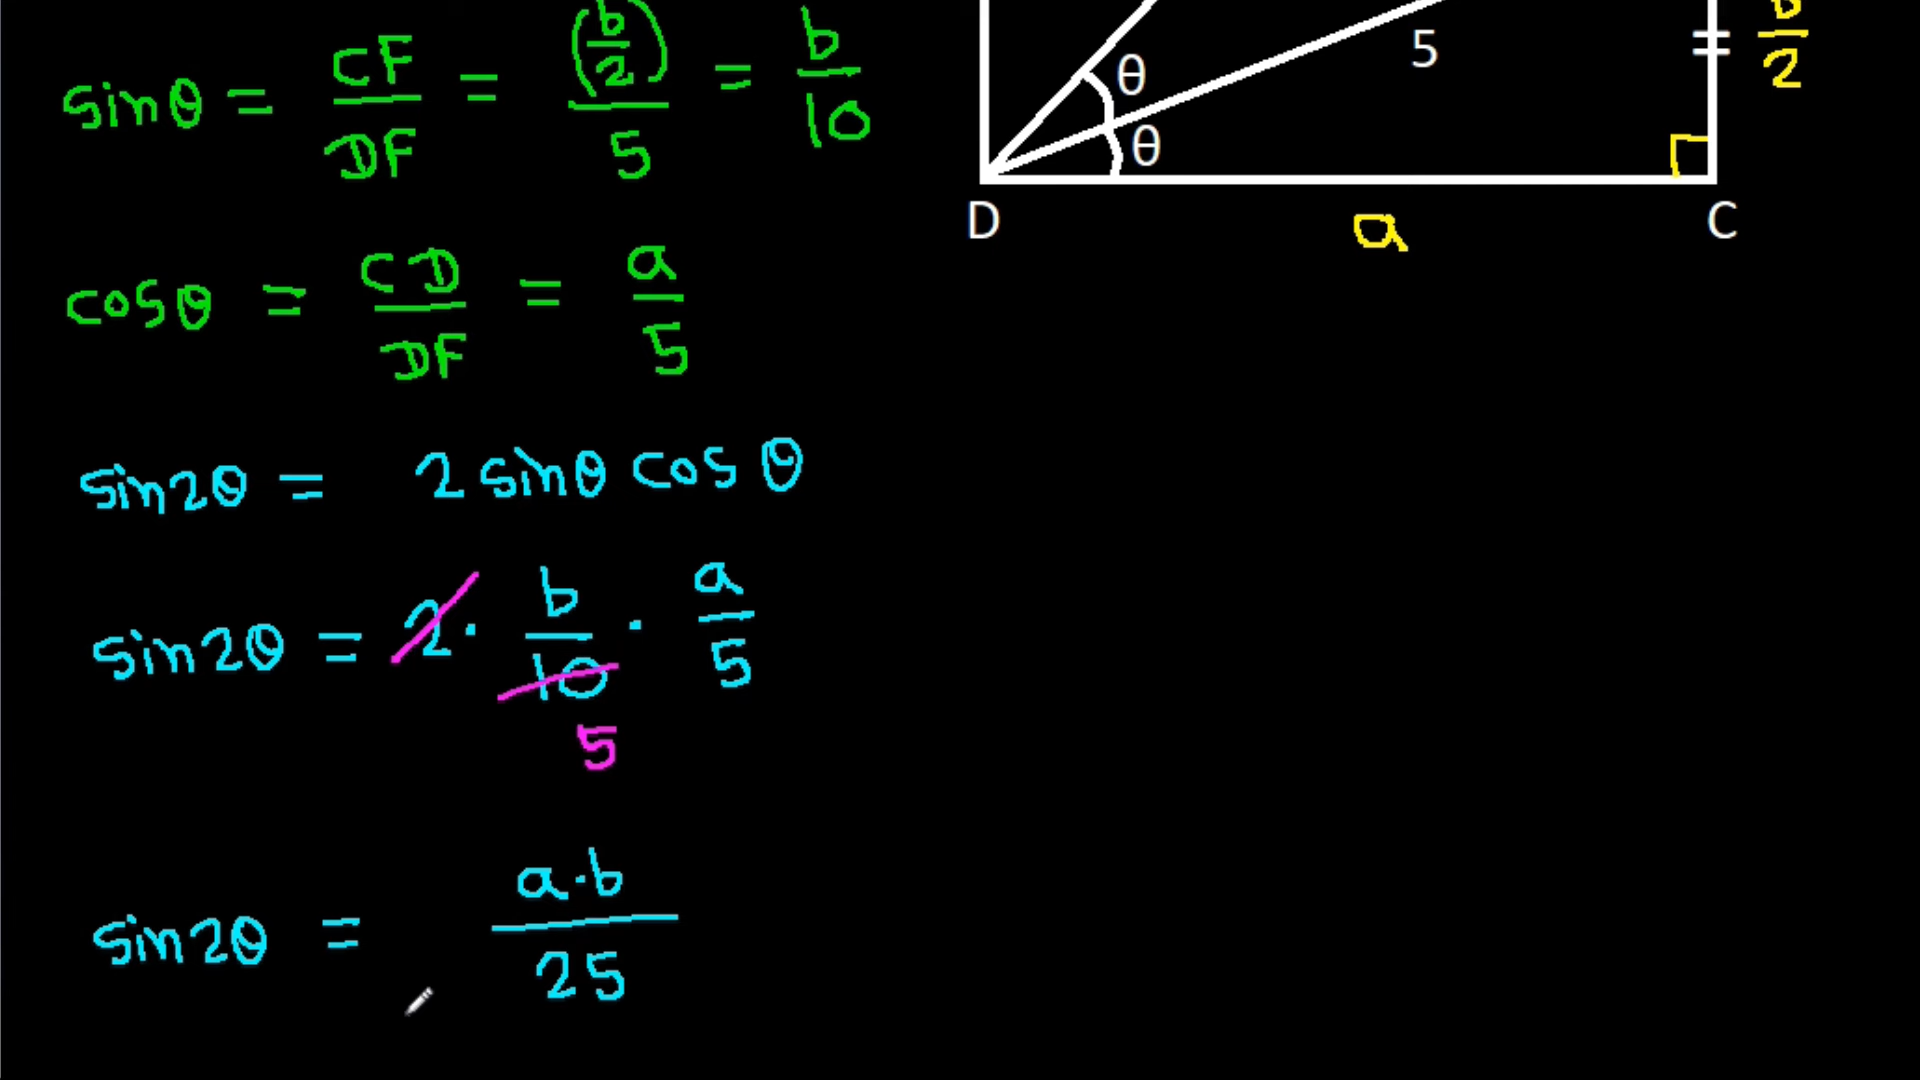 sinθ = CF/DF = (b/2)/5 = b/10
cosθ = CD/DF = a/5
sin2θ = 2 sinθ cosθ
sin2θ = 2 · b/10 · a/5
5
sin2θ = a·b/25
b/2
5
θ
θ
D
C
a